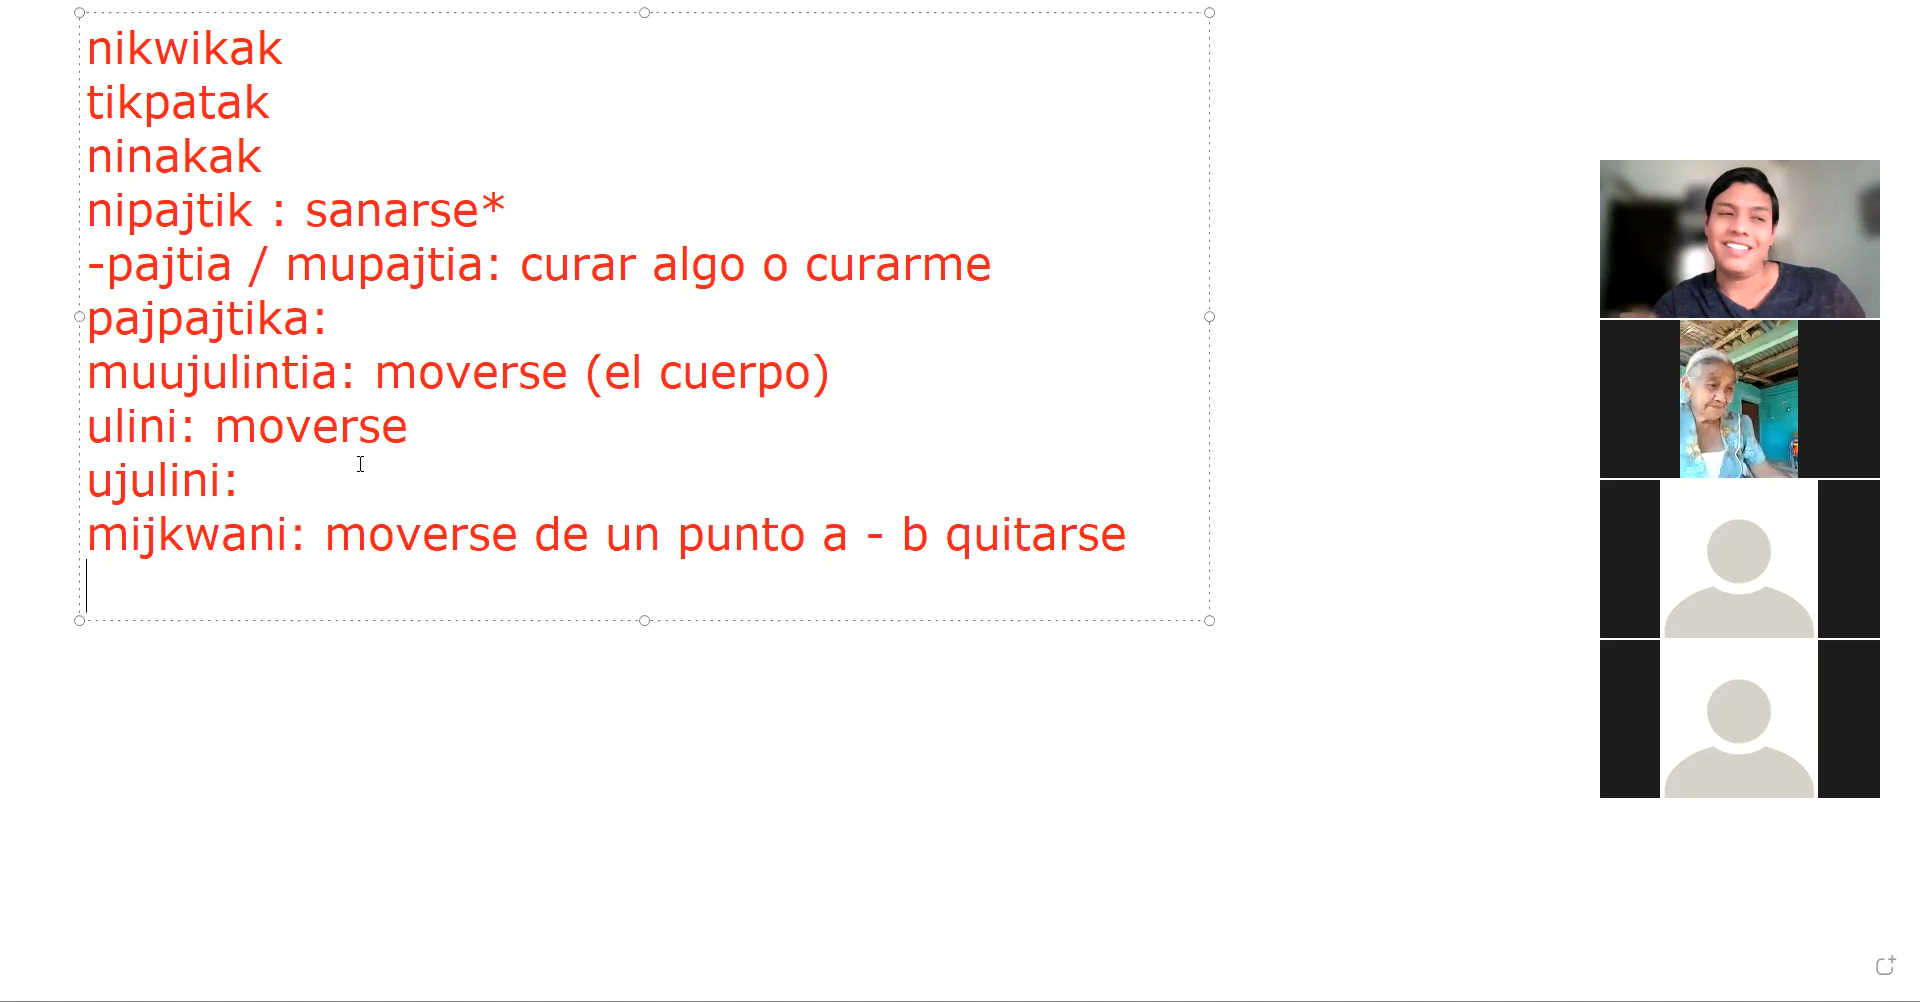 nikwikak
tikpatak
ninakak
nipajtik : sanarse*
-pajtia / mupajtia: curar algo o curarme
pajpajtika:
muujulintia: moverse (el cuerpo)
ulini: moverse
ujulini:
mijkwani: moverse de un punto a - b quitarse